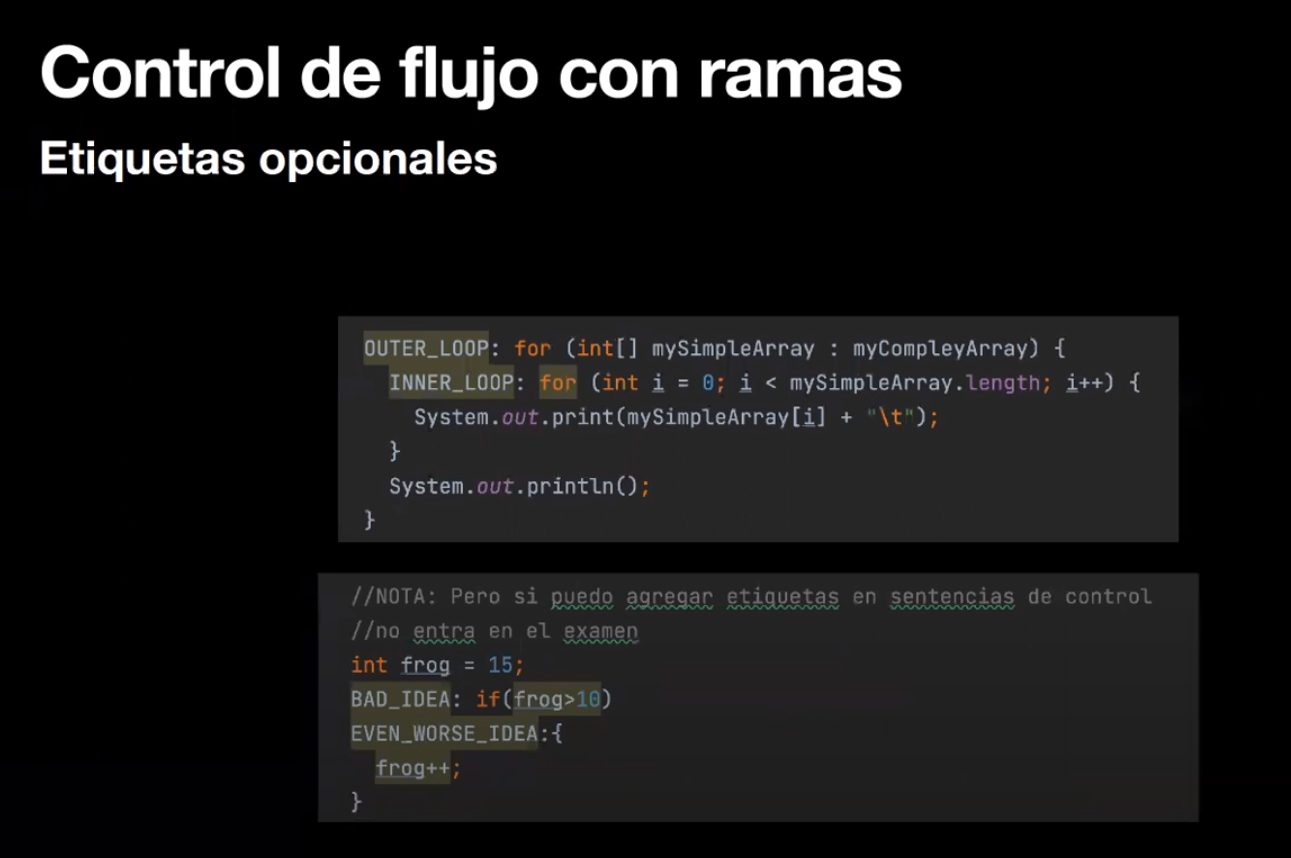 Control de flujo con ramas
Etiquetas opcionales
OUTER_LOOP: for (int[] mySimpleArray : myCompleyArray) {
INNER_LOOP: for (int i = 0; i < mySimpleArray.length; i++) {
System.out.print(mySimpleArray[i] + "\t");
}
System.out.println();
}
//NOTA: Pero si puedo agregar etiquetas en sentencias de control
//no entra en el examen
int frog = 15;
BAD_IDEA: if(frog>10)
EVEN_WORSE_IDEA:{
frog++;
}